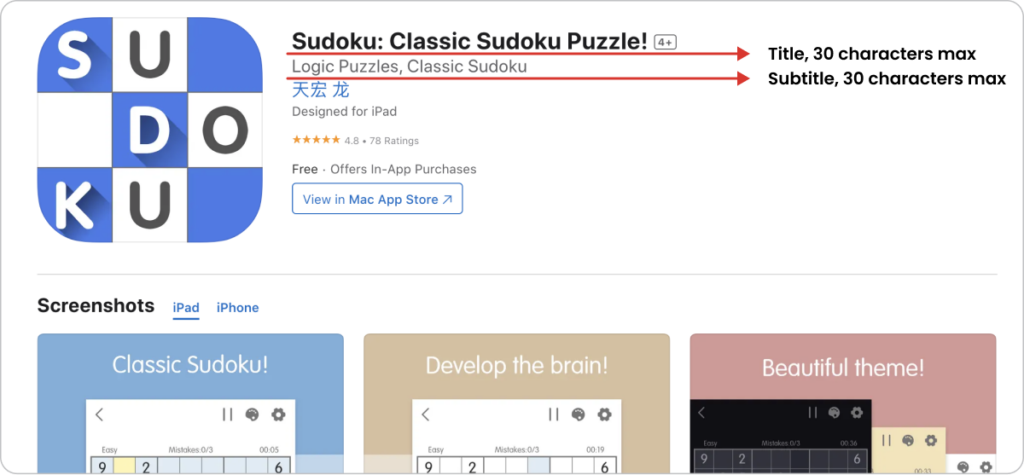 S U
D O
K U
Sudoku: Classic Sudoku Puzzle! 4+
Title, 30 characters max
Logic Puzzles, Classic Sudoku
Subtitle, 30 characters max
天宏 龙
Designed for iPad
★★★★★ 4.8 • 78 Ratings
Free · Offers In-App Purchases
View in Mac App Store ↗
Screenshots iPad iPhone
Classic Sudoku!
Easy Mistakes:0/3 00:05
9 2 6
Develop the brain!
Easy Mistakes:0/3 00:19
9 2 6
Beautiful theme!
Easy Mistakes:0/3 00:36
9 2 6
00:33